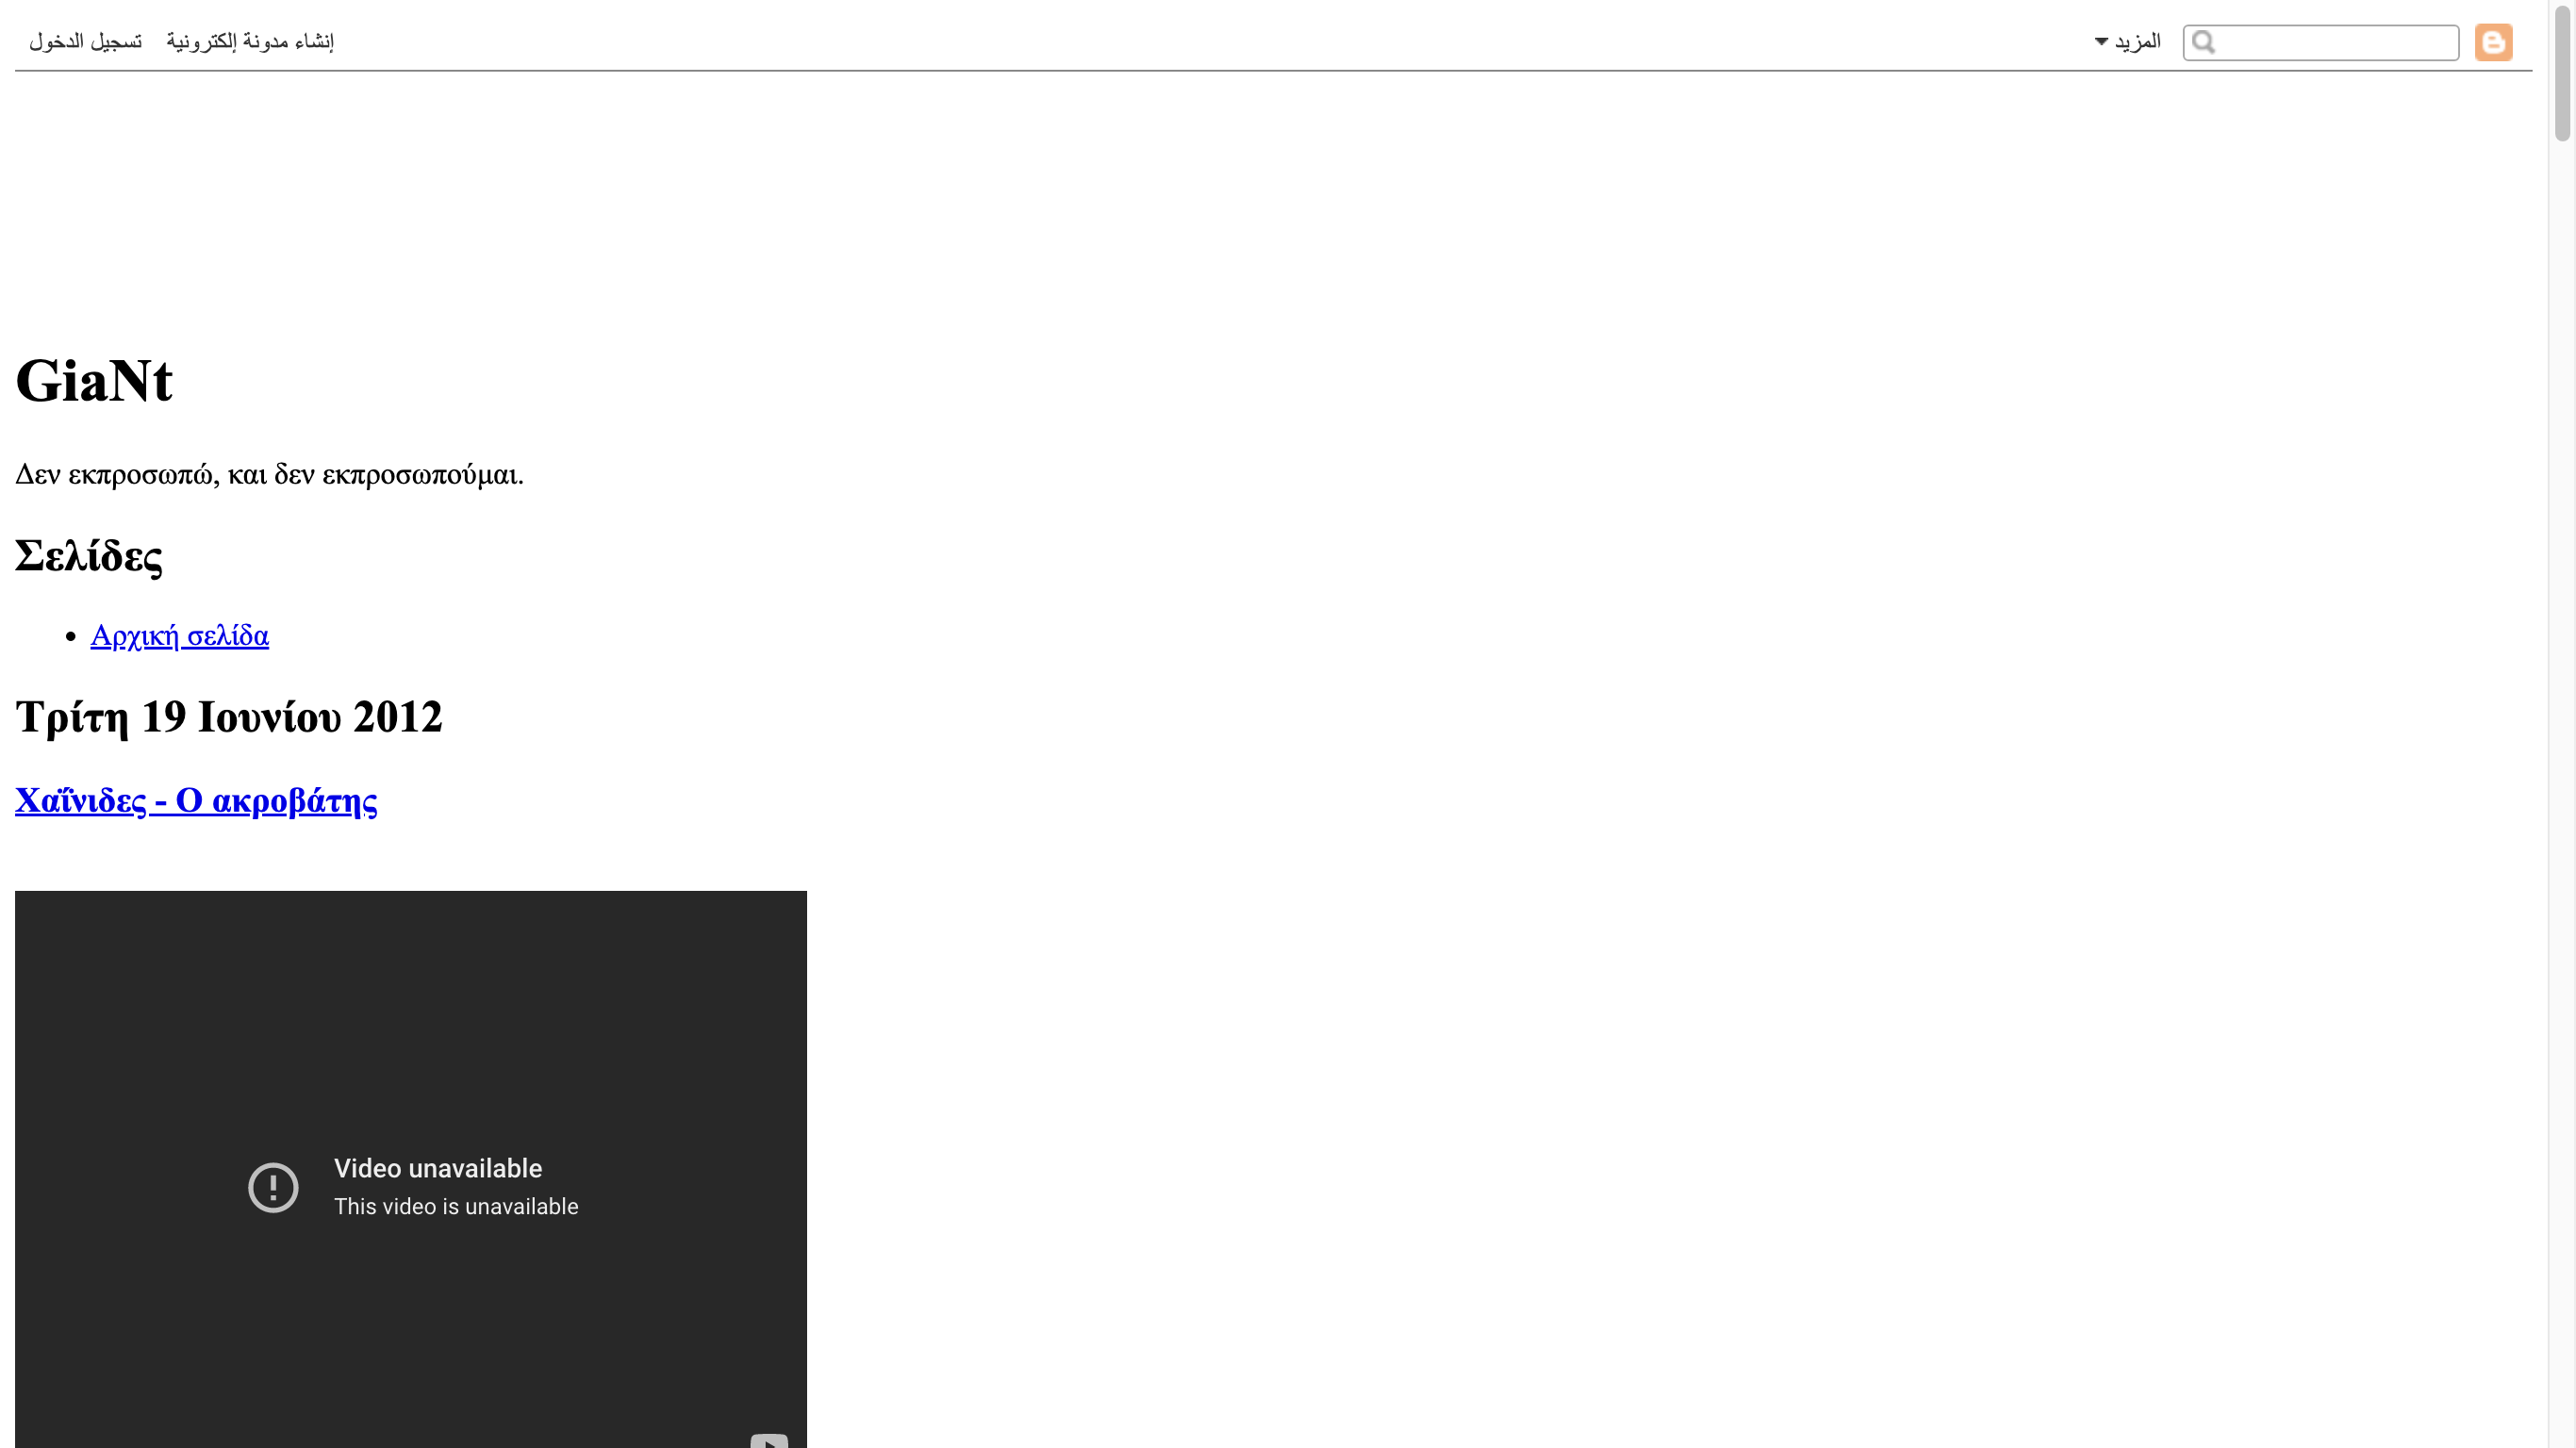 المزيد
إنشاء مدونة إلكترونية
تسجيل الدخول
GiaNt
Δεν εκπροσωπώ, και δεν εκπροσωπούμαι.
Σελίδες
Αρχική σελίδα
Τρίτη 19 Ιουνίου 2012
Χαΐνιδες - Ο ακροβάτης
Video unavailable
This video is unavailable